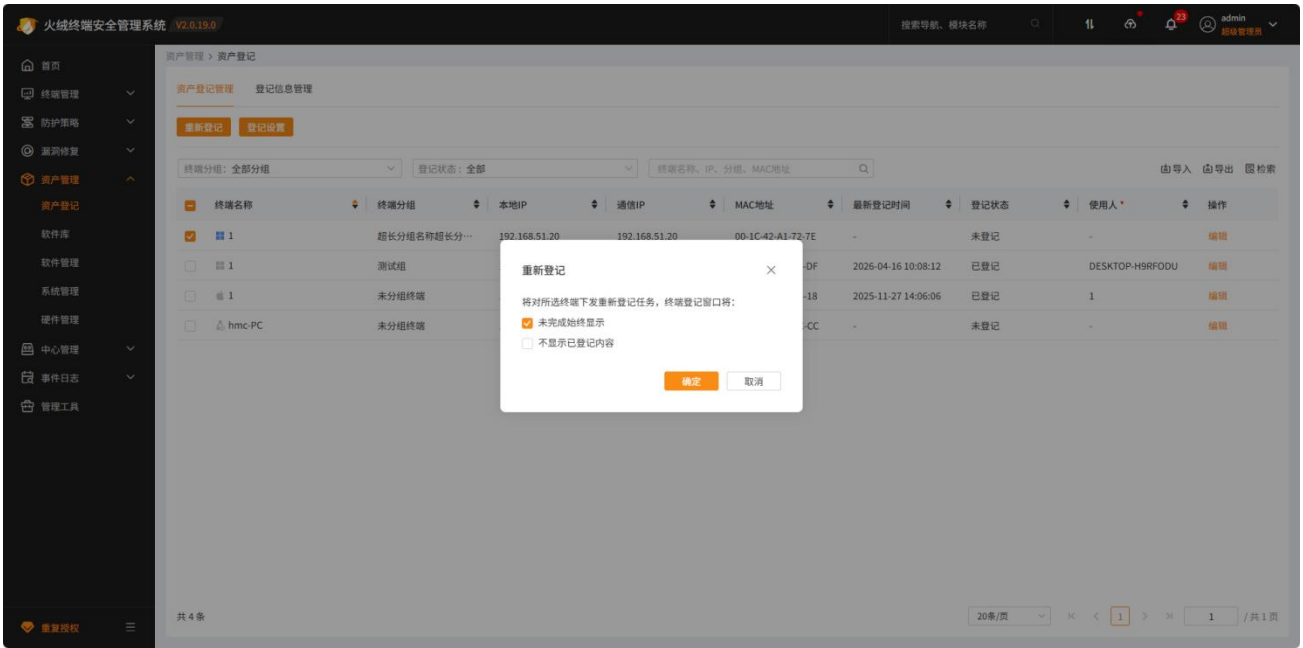 火绒终端安全管理系统 V2.0.19.0 搜索导航、模块名称 23 admin 超级管理员
首页
终端管理
防护策略
漏洞修复
资产管理
资产登记
软件库
软件管理
系统管理
硬件管理
中心管理
事件日志
管理工具
重复授权
资产管理 > 资产登记
资产登记管理 登记信息管理
重新登记 登记设置
终端分组: 全部分组 登记状态: 全部 终端名称、IP、分组、MAC地址 导入 导出 检索
终端名称 终端分组 本地IP 通信IP MAC地址 最新登记时间 登记状态 使用人* 操作
1 超长分组名称超长分… 192.168.51.20 192.168.51.20 00-1C-42-A1-72-7E - 未登记 - 编辑
1 测试组 -DF 2026-04-16 10:08:12 已登记 DESKTOP-H9RFODU 编辑
1 未分组终端 -18 2025-11-27 14:06:06 已登记 1 编辑
hmc-PC 未分组终端 -CC - 未登记 - 编辑
重新登记
将对所选终端下发重新登记任务，终端登记窗口将：
未完成始终显示
不显示已登记内容
确定 取消
共 4 条 20条/页 1 1 / 共 1 页